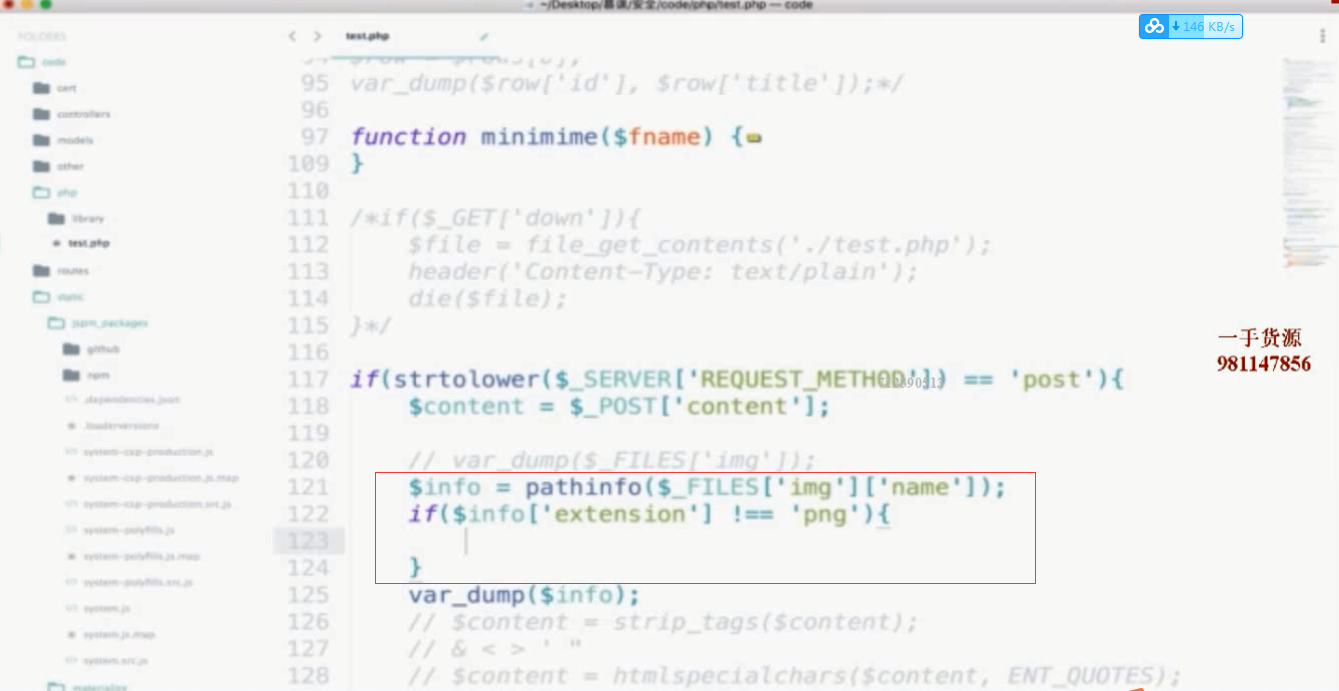 ~/Desktop/慕课/安全/code/php/test.php — code
146 KB/s
FOLDERS
code
cert
controllers
models
other
php
library
test.php
routes
static
jspm_packages
github
npm
.dependencies.json
.loaderversions
system-csp-production.js
system-csp-production.js.map
system-csp-production.src.js
system-polyfills.js
system-polyfills.js.map
system-polyfills.src.js
system.js
system.js.map
system.src.js
materialize
test.php
94 $row = $rows[0];
95 var_dump($row['id'], $row['title']);*/
96
97 function minimime($fname) {
109 }
110
111 /*if($_GET['down']){
112 $file = file_get_contents('./test.php');
113 header('Content-Type: text/plain');
114 die($file);
115 }*/
116
117 if(strtolower($_SERVER['REQUEST_METHOD']) == 'post'){
118 $content = $_POST['content'];
119
120 // var_dump($_FILES['img']);
121 $info = pathinfo($_FILES['img']['name']);
122 if($info['extension'] !== 'png'){
123
124 }
125 var_dump($info);
126 // $content = strip_tags($content);
127 // & < > ' "
128 // $content = htmlspecialchars($content, ENT_QUOTES);
一手货源
981147856